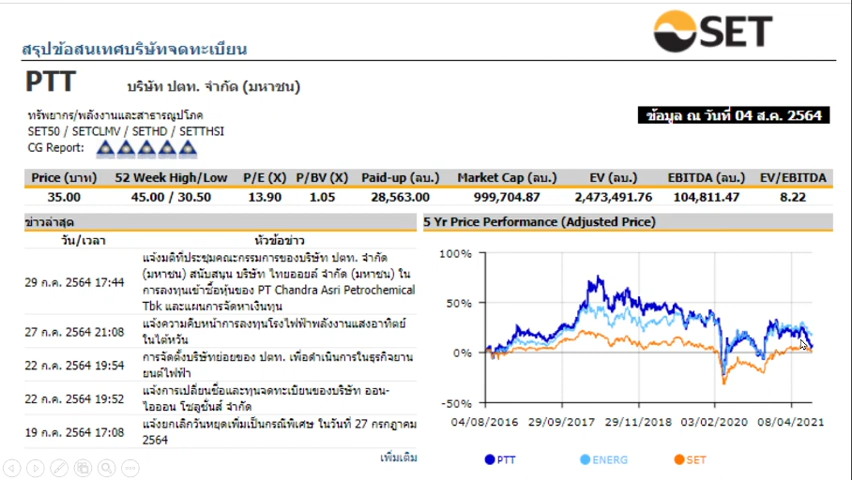 SET
สรุปข้อสนเทศบริษัทจดทะเบียน
PTT บริษัท ปตท. จำกัด (มหาชน)
ทรัพยากร/พลังงานและสาธารณูปโภค
ข้อมูล ณ วันที่ 04 ส.ค. 2564
SET50 / SETCLMV / SETHD / SETTHSI
CG Report:
Price (บาท) 52 Week High/Low P/E (X) P/BV (X) Paid-up (ลบ.) Market Cap (ลบ.) EV (ลบ.) EBITDA (ลบ.) EV/EBITDA
35.00 45.00 / 30.50 13.90 1.05 28,563.00 999,704.87 2,473,491.76 104,811.47 8.22
ข่าวล่าสุด
วัน/เวลา หัวข้อข่าว
29 ก.ค. 2564 17:44 แจ้งมติที่ประชุมคณะกรรมการของบริษัท ปตท. จำกัด
(มหาชน) สนับสนุน บริษัท ไทยออยล์ จำกัด (มหาชน) ใน
การลงทุนเข้าซื้อหุ้นของ PT Chandra Asri Petrochemical
Tbk และแผนการจัดหาเงินทุน
27 ก.ค. 2564 21:08 แจ้งความคืบหน้าการลงทุนโรงไฟฟ้าพลังงานแสงอาทิตย์
ในไต้หวัน
22 ก.ค. 2564 19:54 การจัดตั้งบริษัทย่อยของ ปตท. เพื่อดำเนินการในธุรกิจยาน
ยนต์ไฟฟ้า
22 ก.ค. 2564 19:52 แจ้งการเปลี่ยนชื่อและทุนจดทะเบียนของบริษัท ออน-
ไอออน โซลูชั่นส์ จำกัด
19 ก.ค. 2564 17:08 แจ้งยกเลิกวันหยุดเพิ่มเป็นกรณีพิเศษ ในวันที่ 27 กรกฎาคม
2564
เพิ่มเติม
5 Yr Price Performance (Adjusted Price)
100%
50%
0%
-50%
04/08/2016 29/09/2017 29/11/2018 03/02/2020 08/04/2021
PTT ENERG SET